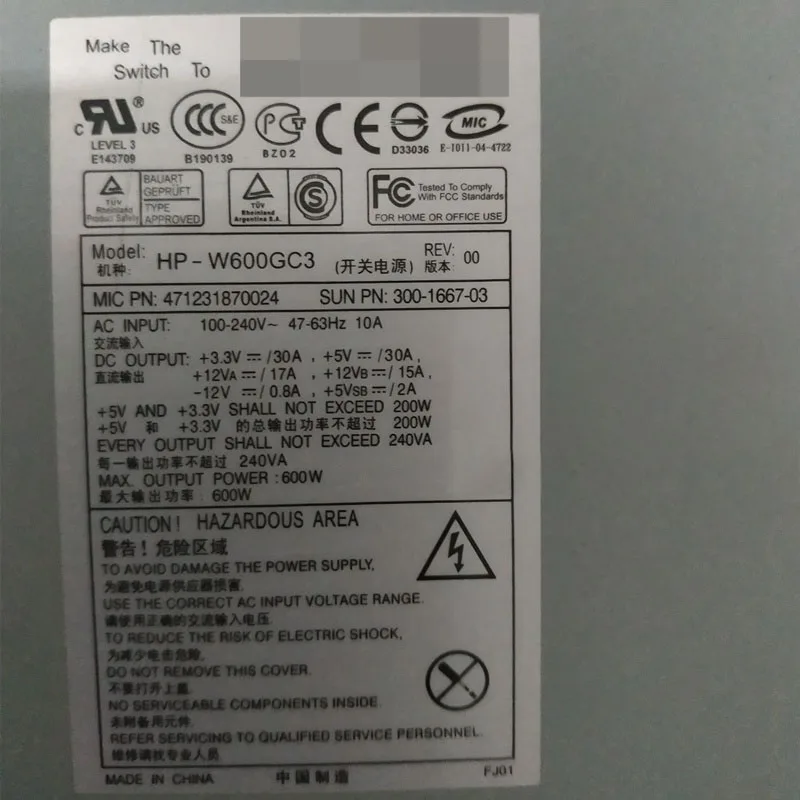 Make The
Switch To
C RU ® US
LEVEL 3
E143709
CCC S&E
B190139
PCT
BZ02
CE
D33036
MIC
E-1011-04-4722
TÜV
Rheinland
Product Safety
BAUART
GEPRÜFT
TYPE
APPROVED
TÜV
Rheinland
Argentina S.A.
S
FC Tested To Comply
With FCC Standards
FOR HOME OR OFFICE USE
Model: HP-W600GC3 (开关电源) REV: 00
机种: 版本:
MIC PN: 471231870024 SUN PN: 300-1667-03
AC INPUT: 100-240V~ 47-63Hz 10A
交流输入
DC OUTPUT: +3.3V ⎓/30A , +5V ⎓/30A,
直流输出 +12VA ⎓/17A , +12VB ⎓/15A,
-12V ⎓/0.8A , +5VSB ⎓/2A
+5V AND +3.3V SHALL NOT EXCEED 200W
+5V 和 +3.3V 的总输出功率不超过 200W
EVERY OUTPUT SHALL NOT EXCEED 240VA
每一输出功率不超过 240VA
MAX. OUTPUT POWER :600W
最大输出功率: 600W
CAUTION! HAZARDOUS AREA
警告! 危险区域
TO AVOID DAMAGE THE POWER SUPPLY,
为避免电源供应器损害,
USE THE CORRECT AC INPUT VOLTAGE RANGE.
请使用正确的交流输入电压.
TO REDUCE THE RISK OF ELECTRIC SHOCK,
为减少电击危险,
DO NOT REMOVE THIS COVER.
不要打开上盖.
NO SERVICEABLE COMPONENTS INSIDE.
未附备用元件.
REFER SERVICING TO QUALIFIED SERVICE PERSONNEL.
维修请找专业人员
MADE IN CHINA 中国制造 FJ01